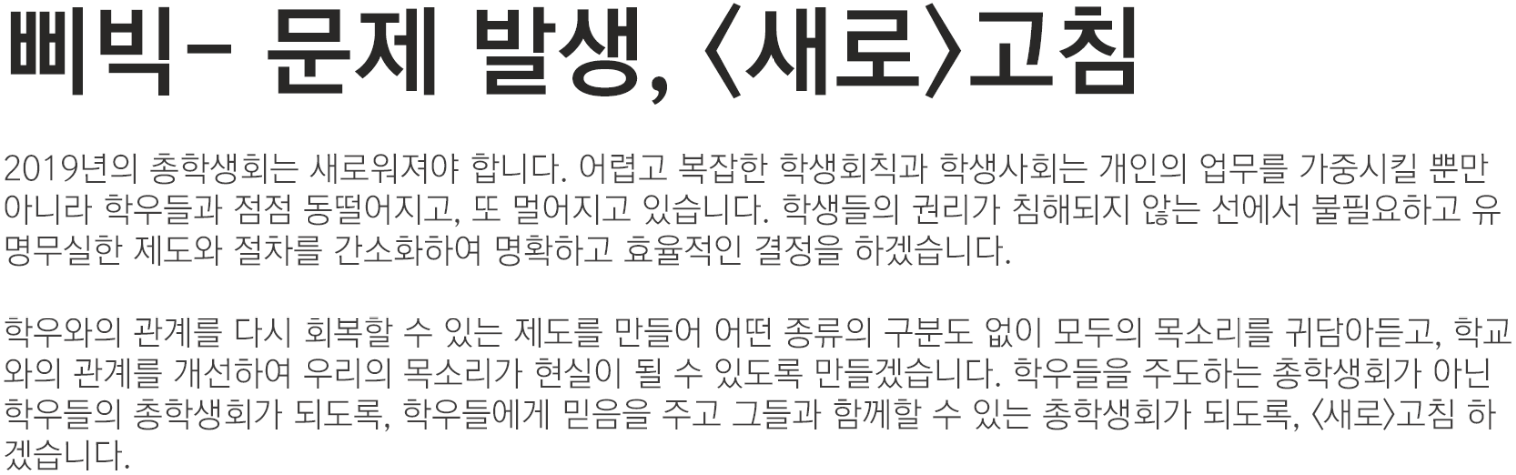 삐빅- 문제 발생, <새로>고침
2019년의 총학생회는 새로워져야 합니다. 어렵고 복잡한 학생회칙과 학생사회는 개인의 업무를 가중시킬 뿐만
아니라 학우들과 점점 동떨어지고, 또 멀어지고 있습니다. 학생들의 권리가 침해되지 않는 선에서 불필요하고 유
명무실한 제도와 절차를 간소화하여 명확하고 효율적인 결정을 하겠습니다.
학우와의 관계를 다시 회복할 수 있는 제도를 만들어 어떤 종류의 구분도 없이 모두의 목소리를 귀담아듣고, 학교
와의 관계를 개선하여 우리의 목소리가 현실이 될 수 있도록 만들겠습니다. 학우들을 주도하는 총학생회가 아닌
학우들의 총학생회가 되도록, 학우들에게 믿음을 주고 그들과 함께할 수 있는 총학생회가 되도록, <새로>고침 하
겠습니다.